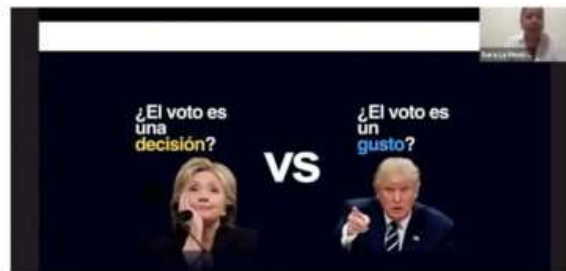 ¿El voto es
una
decisión?
VS
¿El voto es
un
gusto?